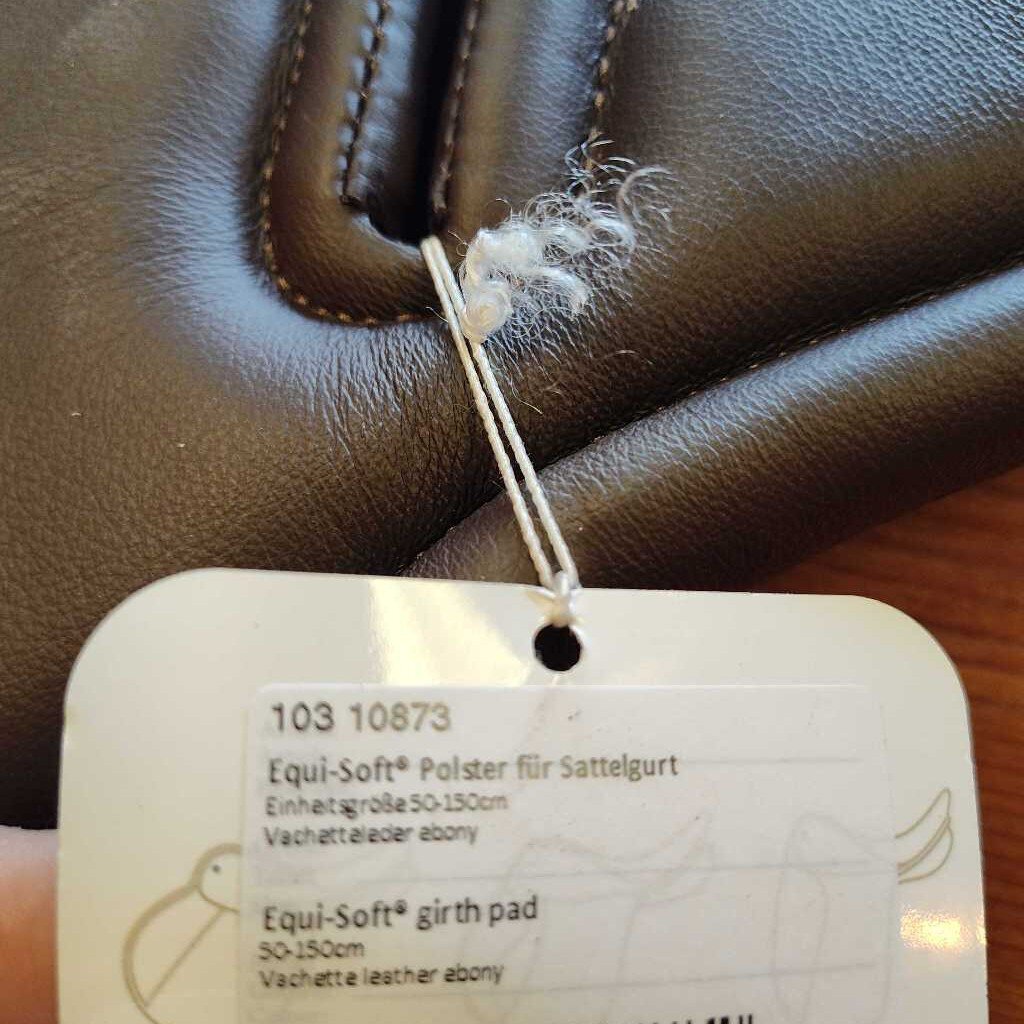 103 10873
Equi-Soft® Polster für Sattelgurt
Einheitsgröße 50-150cm
Vachetteleder ebony
Equi-Soft® girth pad
50-150cm
Vachette leather ebony